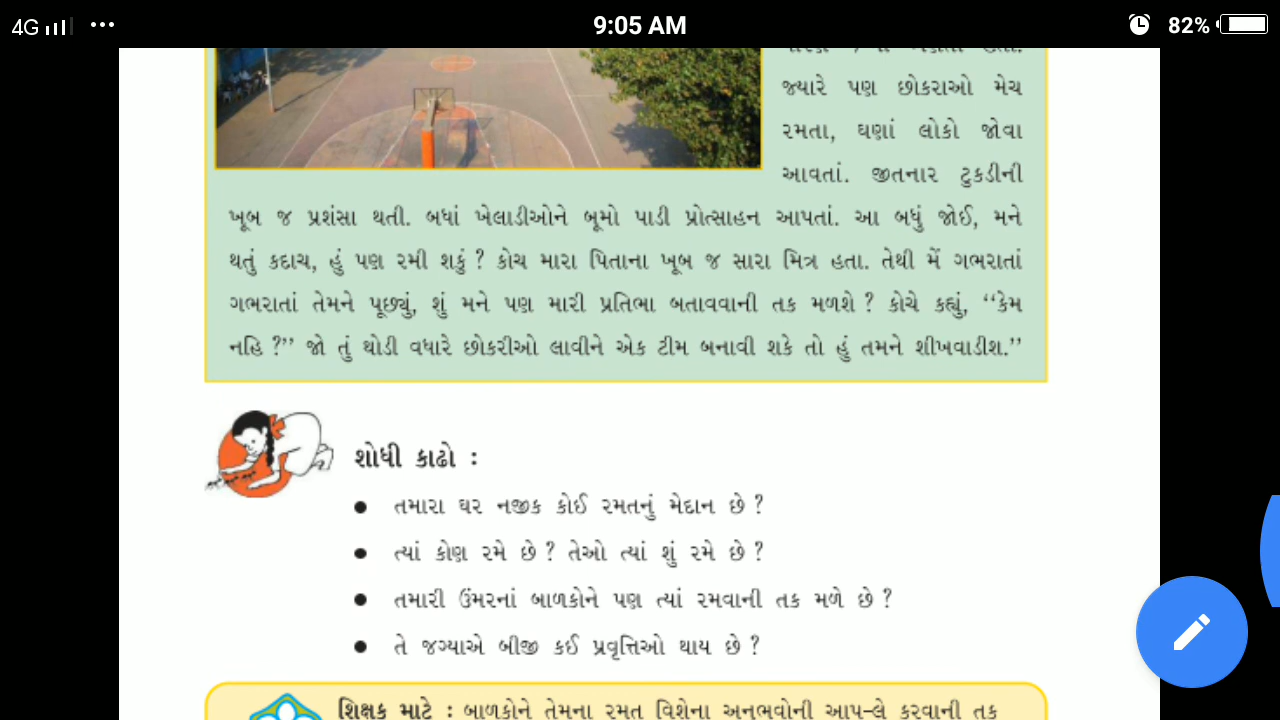 4G
9:05 AM
82%
જ્યારે પણ છોકરાઓ મેચ
રમતા, ઘણાં લોકો જોવા
આવતાં. જીતનાર ટુકડીની
ખૂબ જ પ્રશંસા થતી. બધાં ખેલાડીઓને બૂમો પાડી પ્રોત્સાહન આપતાં. આ બધું જોઈ, મને
થતું કદાચ, હું પણ રમી શકું ? કોચ મારા પિતાના ખૂબ જ સારા મિત્ર હતા. તેથી મેં ગભરાતાં
ગભરાતાં તેમને પૂછ્યું, શું મને પણ મારી પ્રતિભા બતાવવાની તક મળશે ? કોચે કહ્યું, ‘‘કેમ
નહિ ?’’ જો તું થોડી વધારે છોકરીઓ લાવીને એક ટીમ બનાવી શકે તો હું તમને શીખવાડીશ.’’
શોધી કાઢો :
● તમારા ઘર નજીક કોઈ રમતનું મેદાન છે ?
● ત્યાં કોણ રમે છે ? તેઓ ત્યાં શું રમે છે ?
● તમારી ઉંમરનાં બાળકોને પણ ત્યાં રમવાની તક મળે છે ?
● તે જગ્યાએ બીજી કઈ પ્રવૃત્તિઓ થાય છે ?
શિક્ષક માટે : બાળકોને તેમના રમત વિશેના અનુભવોની આપ-લે કરવાની તક